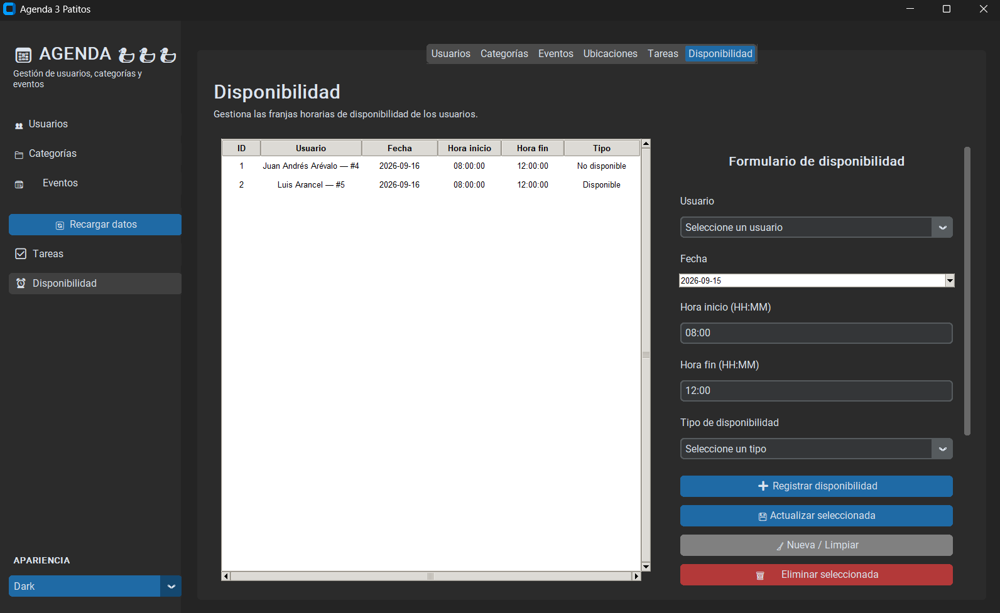 Agenda 3 Patitos
AGENDA
Gestión de usuarios, categorías y
eventos
Usuarios
Categorías
Eventos
Recargar datos
Tareas
Disponibilidad
APARIENCIA
Dark
Usuarios Categorías Eventos Ubicaciones Tareas Disponibilidad
Disponibilidad
Gestiona las franjas horarias de disponibilidad de los usuarios.
ID Usuario Fecha Hora inicio Hora fin Tipo
1 Juan Andrés Arévalo — #4 2026-09-16 08:00:00 12:00:00 No disponible
2 Luis Arancel — #5 2026-09-16 08:00:00 12:00:00 Disponible
Formulario de disponibilidad
Usuario
Seleccione un usuario
Fecha
2026-09-15
Hora inicio (HH:MM)
08:00
Hora fin (HH:MM)
12:00
Tipo de disponibilidad
Seleccione un tipo
Registrar disponibilidad
Actualizar seleccionada
Nueva / Limpiar
Eliminar seleccionada